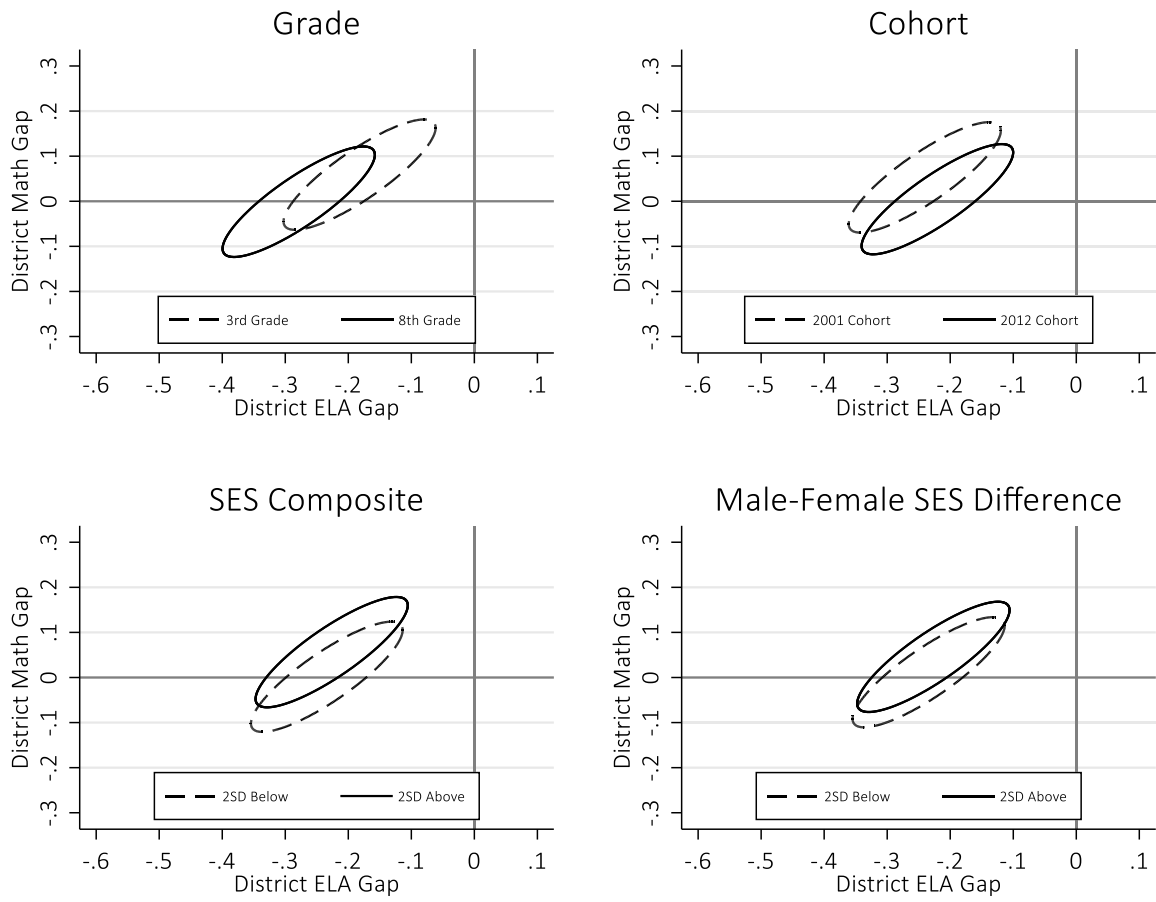 Grade
District Math Gap
.3
.2
.1
0
-.1
-.2
-.3
3rd Grade 8th Grade
-.6 -.5 -.4 -.3 -.2 -.1 0 .1
District ELA Gap
Cohort
District Math Gap
.3
.2
.1
0
-.1
-.2
-.3
2001 Cohort 2012 Cohort
-.6 -.5 -.4 -.3 -.2 -.1 0 .1
District ELA Gap
SES Composite
District Math Gap
.3
.2
.1
0
-.1
-.2
-.3
2SD Below 2SD Above
-.6 -.5 -.4 -.3 -.2 -.1 0 .1
District ELA Gap
Male-Female SES Difference
District Math Gap
.3
.2
.1
0
-.1
-.2
-.3
2SD Below 2SD Above
-.6 -.5 -.4 -.3 -.2 -.1 0 .1
District ELA Gap